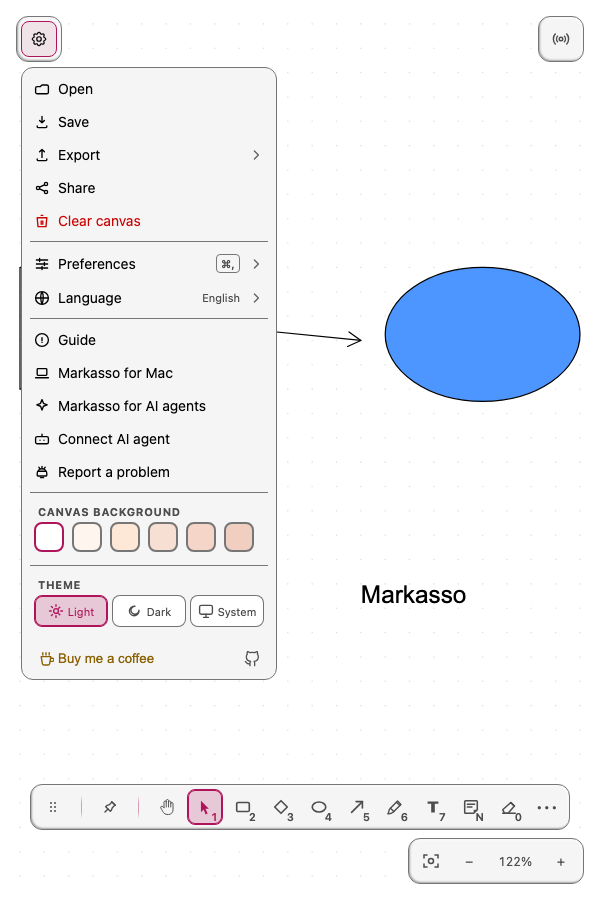 Open
Save
Export
Share
Clear canvas
Preferences ⌘,
Language English
Guide
Markasso for Mac
Markasso for AI agents
Connect AI agent
Report a problem
CANVAS BACKGROUND
THEME
Light Dark System
Markasso
Buy me a coffee
1 2 3 4 5 6 T 7 N 0
− 122% +